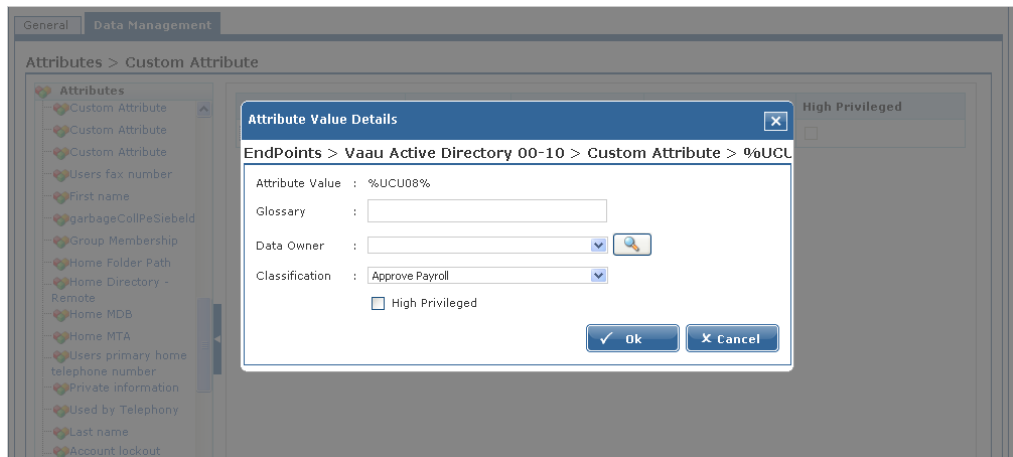 General
Data Management
Attributes > Custom Attribute
Attributes
Custom Attribute
Custom Attribute
Custom Attribute
Users fax number
First name
garbageCollPeSiebeld
Group Membership
Home Folder Path
Home Directory -
Remote
Home MDB
Home MTA
Users primary home
telephone number
Private information
Used by Telephony
Last name
Account lockout
High Privileged
Attribute Value Details
EndPoints > Vaau Active Directory 00-10 > Custom Attribute > %UCU
Attribute Value : %UCU08%
Glossary :
Data Owner :
Classification : Approve Payroll
High Privileged
Ok
X Cancel